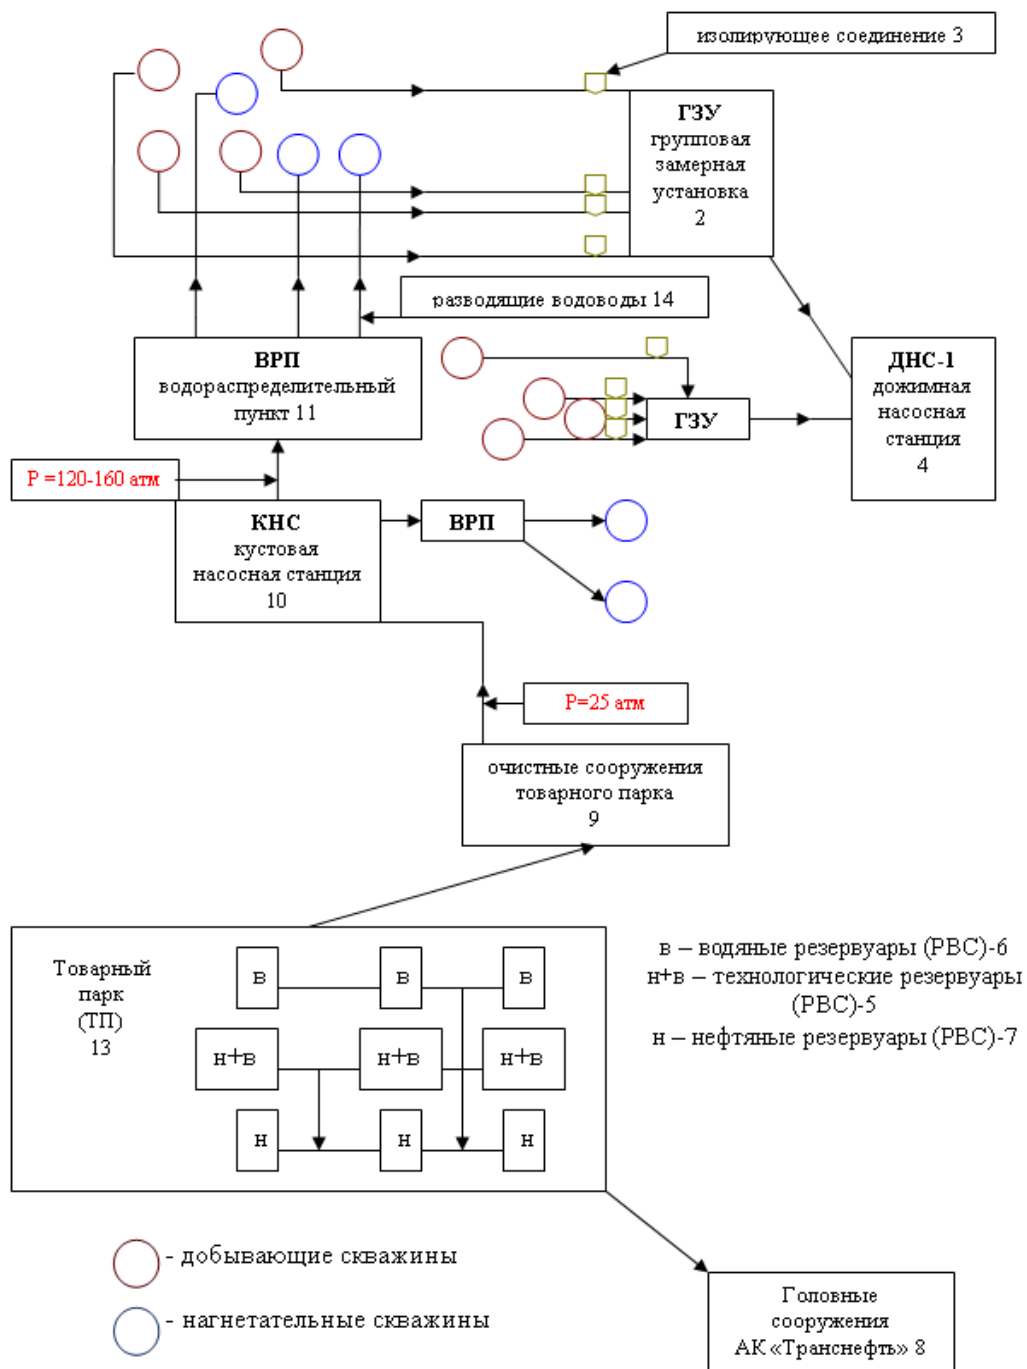 изолирующее соединение 3
ГЗУ
групповая
замерная
установка
2
разводящие водоводы 14
ВРП
водораспределительный
пункт 11
ДНС-1
дожимная
насосная
станция
4
ГЗУ
Р =120-160 атм
КНС
кустовая
насосная станция
10
ВРП
Р=25 атм
очистные сооружения
товарного парка
9
Товарный
парк
(ТП)
13
в
в
в
н+в
н+в
н+в
н
н
н
в – водяные резервуары (РВС)-6
н+в – технологические резервуары
(РВС)-5
н – нефтяные резервуары (РВС)-7
- добывающие скважины
- нагнетательные скважины
Головные
сооружения
АК «Транснефть» 8